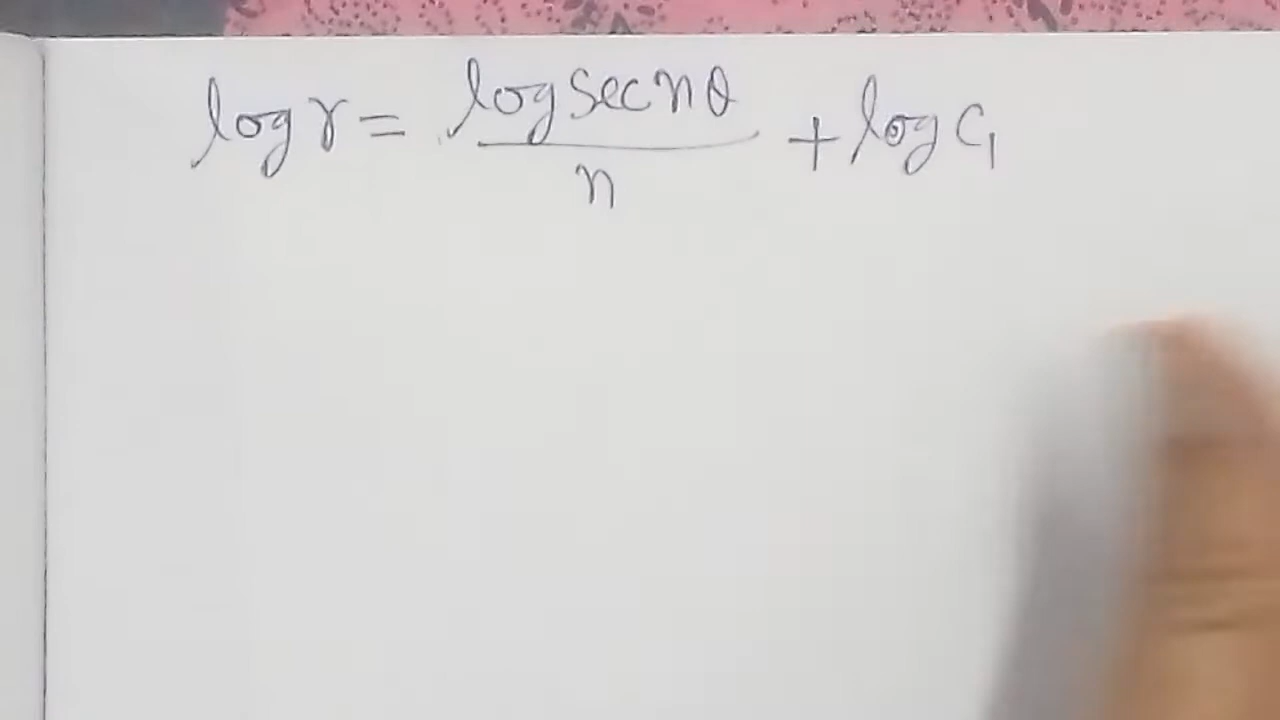 log r = log sec nθ / n + log c₁